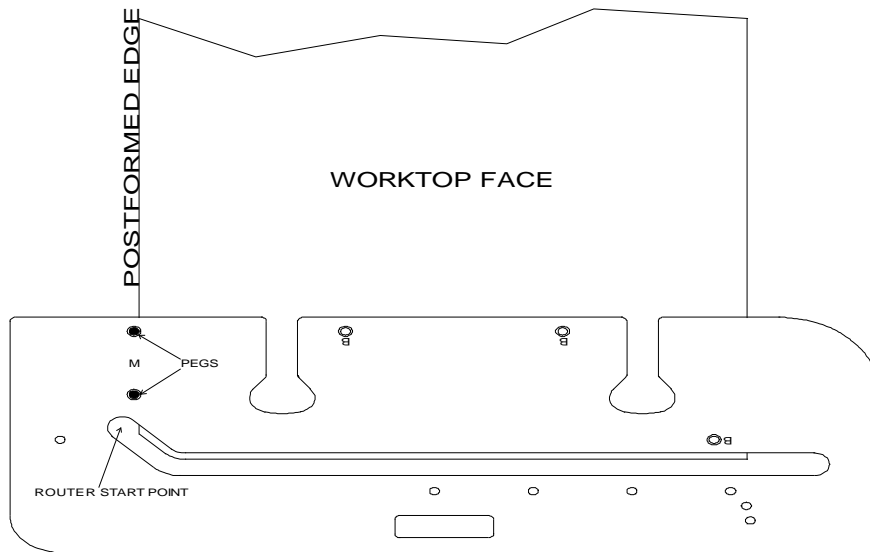 POSTFORMED EDGE
WORKTOP FACE
B
B
M
PEGS
B
ROUTER START POINT